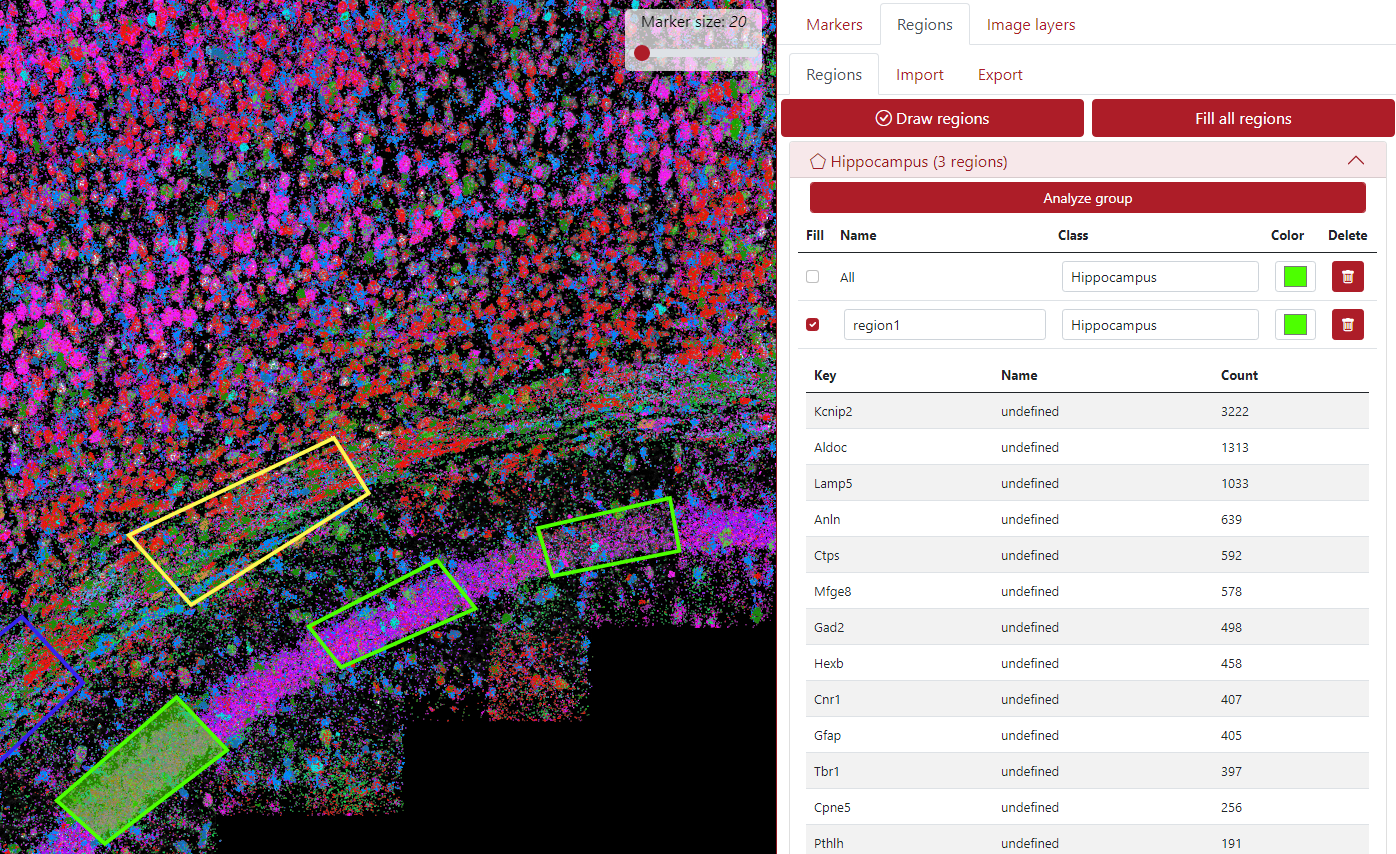 Marker size: 20
Markers Regions Image layers
Regions Import Export
Draw regions Fill all regions
Hippocampus (3 regions)
Analyze group
Fill Name Class Color Delete
All Hippocampus
region1 Hippocampus
Key Name Count
Kcnip2 undefined 3222
Aldoc undefined 1313
Lamp5 undefined 1033
Anln undefined 639
Ctps undefined 592
Mfge8 undefined 578
Gad2 undefined 498
Hexb undefined 458
Cnr1 undefined 407
Gfap undefined 405
Tbr1 undefined 397
Cpne5 undefined 256
Pthlh undefined 191